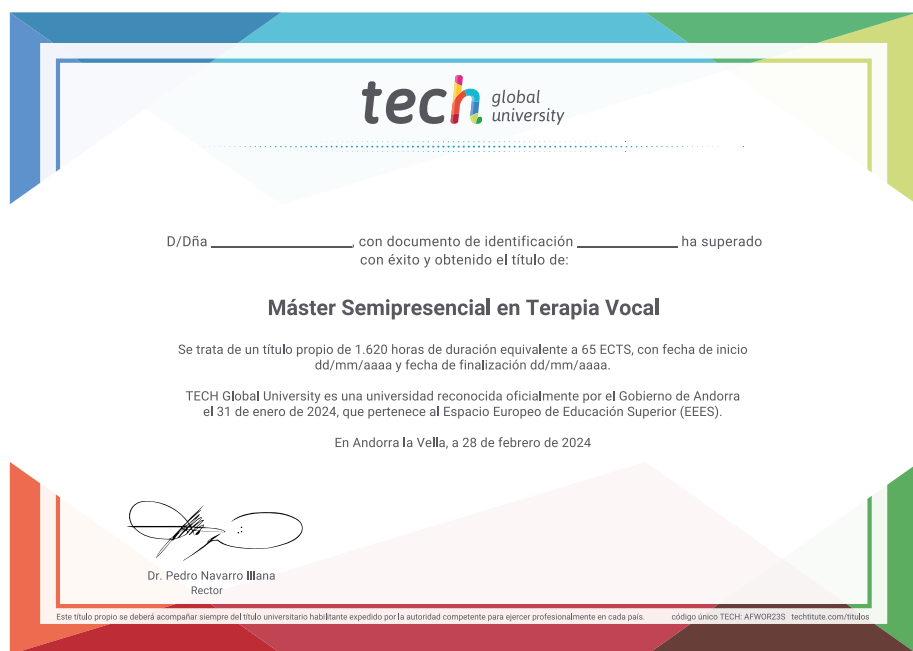 tech global university
D/Dña ____________, con documento de identificación ____________ ha superado
con éxito y obtenido el título de:
Máster Semipresencial en Terapia Vocal
Se trata de un título propio de 1.620 horas de duración equivalente a 65 ECTS, con fecha de inicio
dd/mm/aaaa y fecha de finalización dd/mm/aaaa.
TECH Global University es una universidad reconocida oficialmente por el Gobierno de Andorra
el 31 de enero de 2024, que pertenece al Espacio Europeo de Educación Superior (EEES).
En Andorra la Vella, a 28 de febrero de 2024
Dr. Pedro Navarro Illana
Rector
Este título propio se deberá acompañar siempre del título universitario habilitante expedido por la autoridad competente para ejercer profesionalmente en cada país. código único TECH: AFWOR23S techtitute.com/titulos